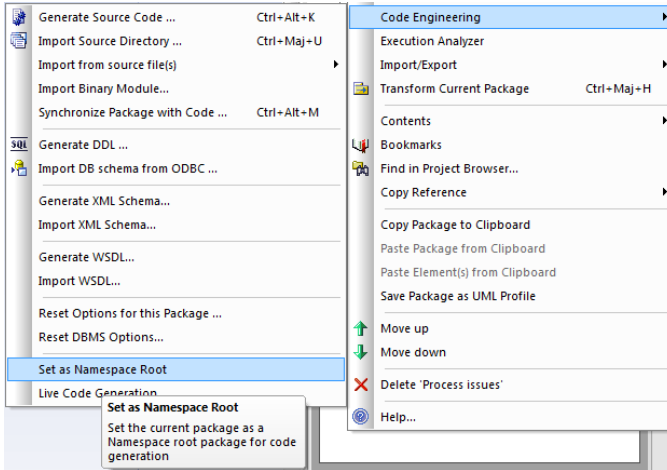 Generate Source Code ... Ctrl+Alt+K
Import Source Directory ... Ctrl+Maj+U
Import from source file(s)
Import Binary Module...
Synchronize Package with Code ... Ctrl+Alt+M
SQL Generate DDL ...
Import DB schema from ODBC ...
Generate XML Schema...
Import XML Schema...
Generate WSDL...
Import WSDL...
Reset Options for this Package ...
Reset DBMS Options...
Set as Namespace Root
Live Code Generation
Set as Namespace Root
Set the current package as a
Namespace root package for code
generation
Code Engineering
Execution Analyzer
Import/Export
Transform Current Package Ctrl+Maj+H
Contents
Bookmarks
Find in Project Browser...
Copy Reference
Copy Package to Clipboard
Paste Package from Clipboard
Paste Element(s) from Clipboard
Save Package as UML Profile
Move up
Move down
Delete 'Process issues'
Help...